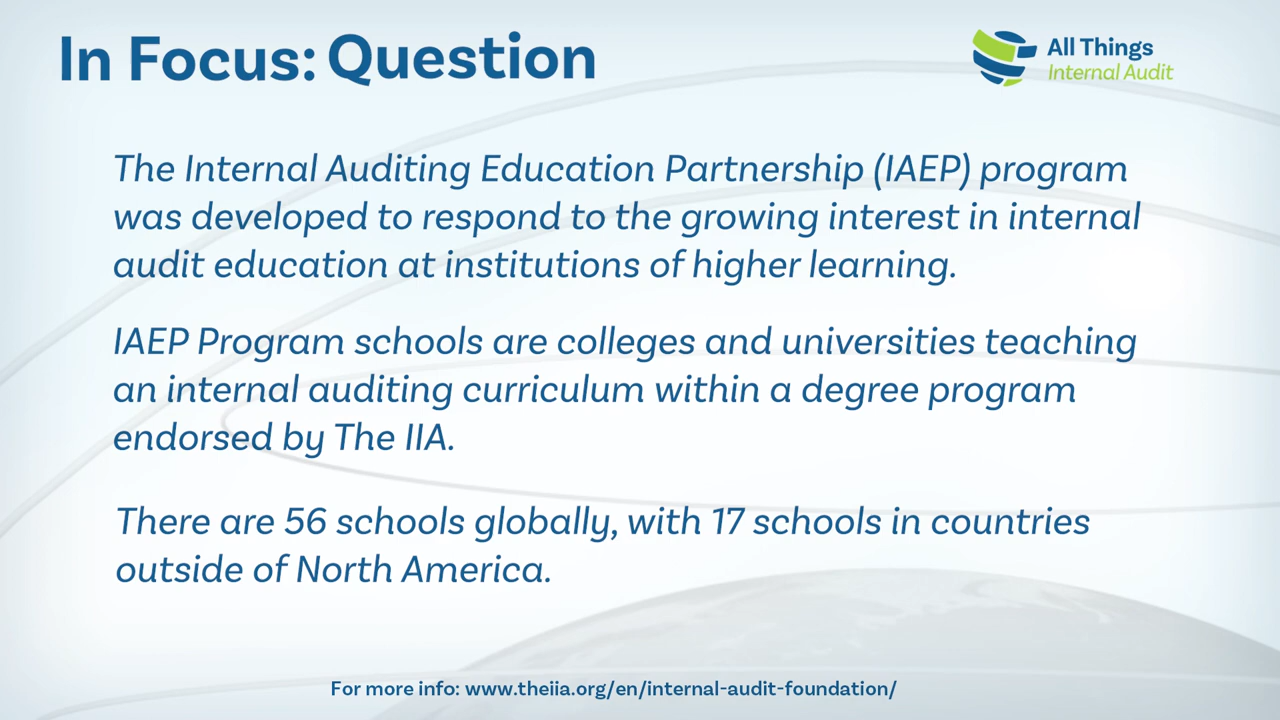 In Focus: Question
All Things
Internal Audit
The Internal Auditing Education Partnership (IAEP) program
was developed to respond to the growing interest in internal
audit education at institutions of higher learning.
IAEP Program schools are colleges and universities teaching
an internal auditing curriculum within a degree program
endorsed by The IIA.
There are 56 schools globally, with 17 schools in countries
outside of North America.
For more info: www.theiia.org/en/internal-audit-foundation/